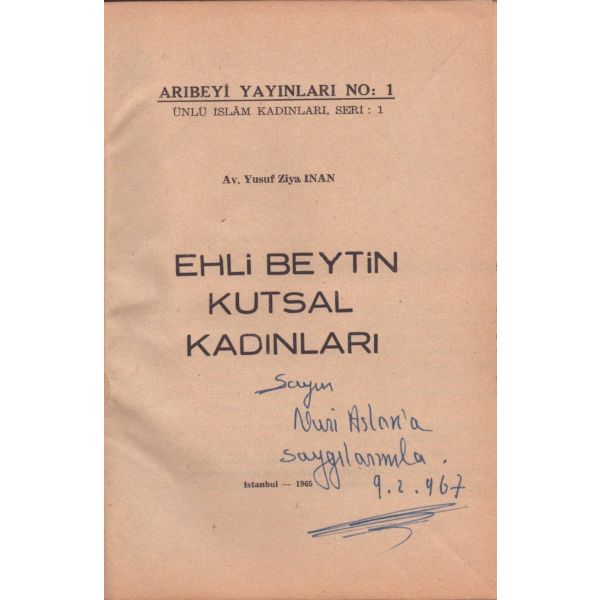 ARIBEYİ YAYINLARI NO: 1
ÜNLÜ İSLÂM KADINLARI, SERİ : 1
Av. Yusuf Ziya İNAN
EHLİ BEYTİN
KUTSAL
KADINLARI
Sayın
Nuri Aslan'a
saygılarımla.
İstanbul — 1965
9.2.967